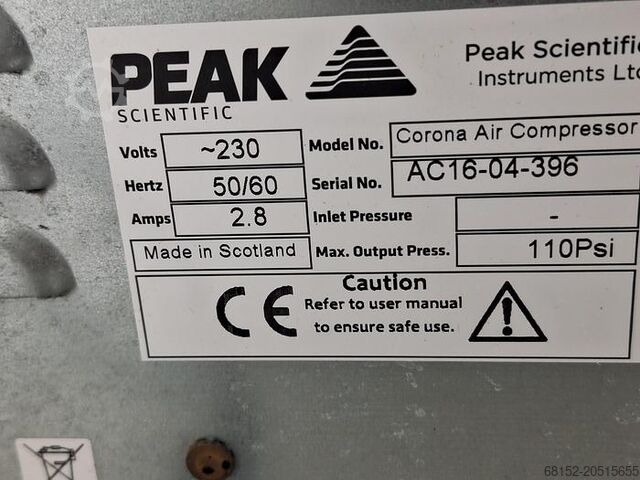 PEAK
SCIENTIFIC
Peak Scientific
Instruments Ltd
Volts ~230
Hertz 50/60
Amps 2.8
Made in Scotland
Model No. Corona Air Compressor
Serial No. AC16-04-396
Inlet Pressure -
Max. Output Press. 110Psi
CE
Caution
Refer to user manual
to ensure safe use.
!
68152-20515655